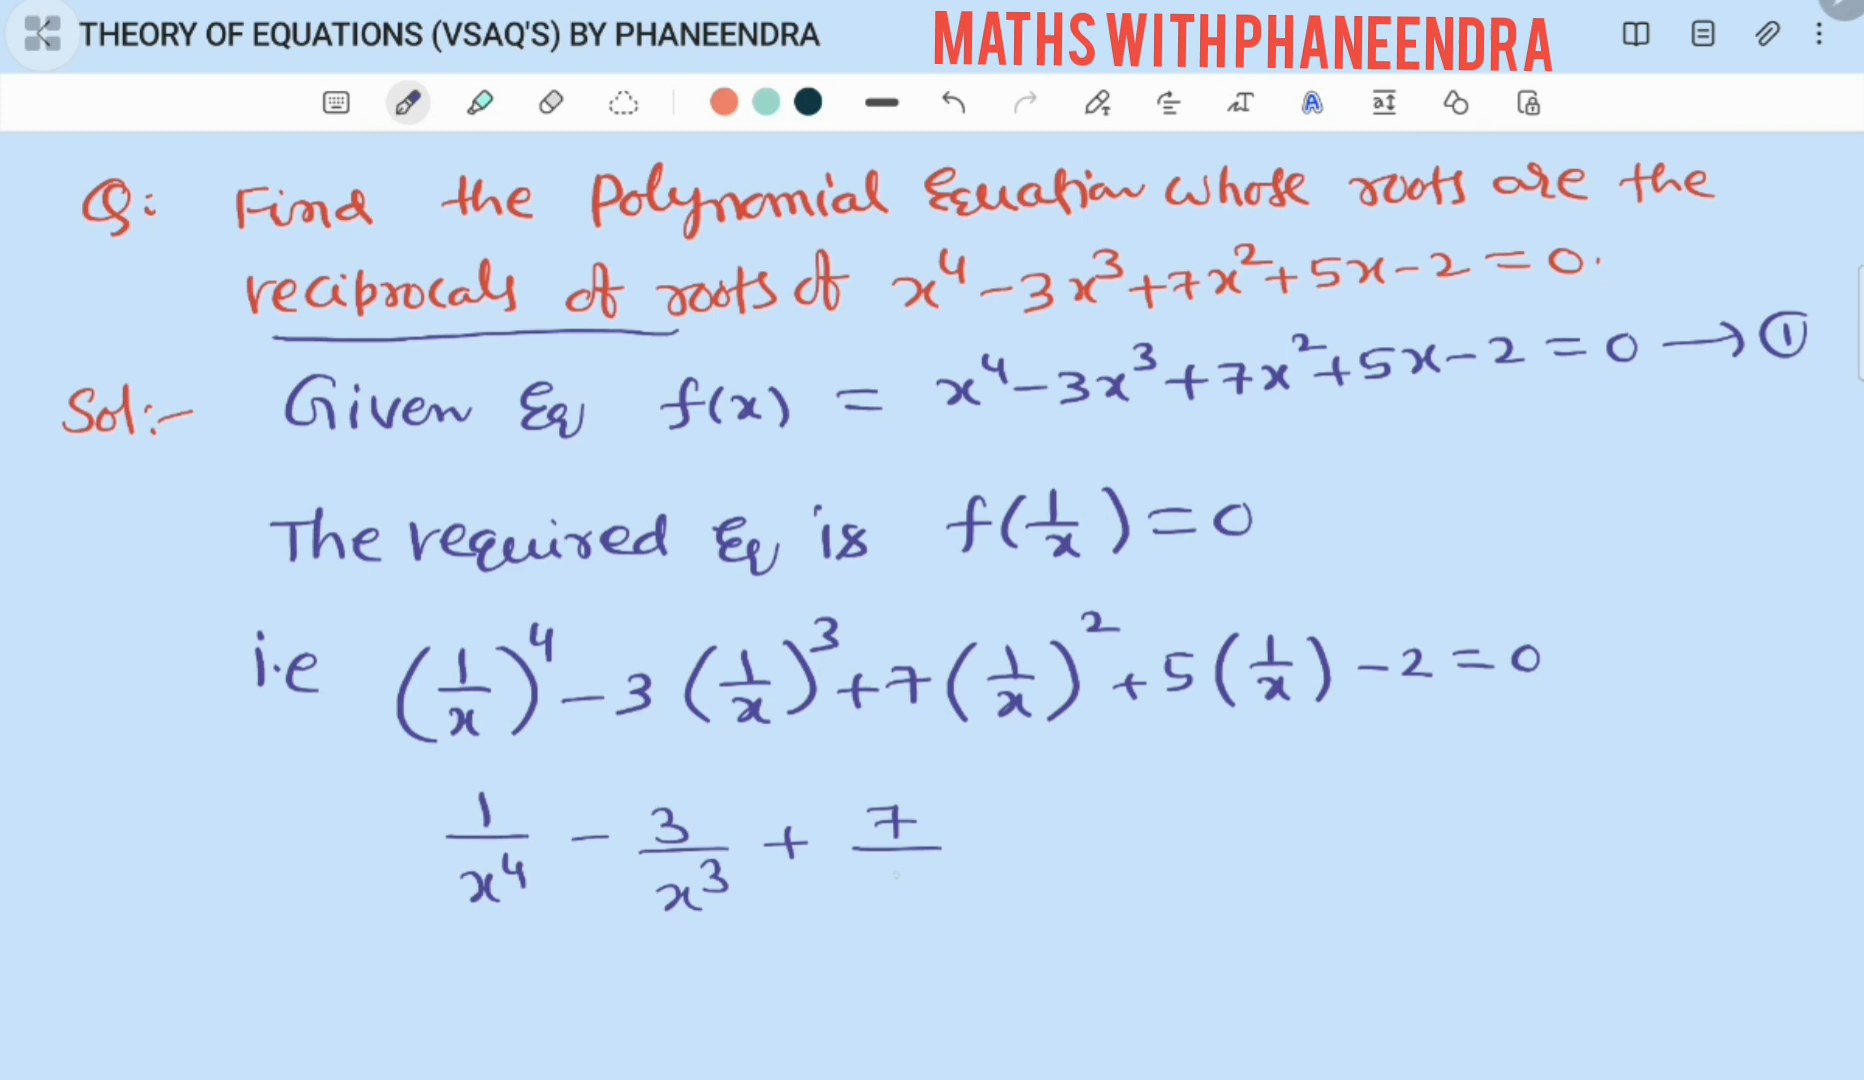 THEORY OF EQUATIONS (VSAQ'S) BY PHANEENDRA
MATHS WITH PHANEENDRA
Q: Find the Polynomial Equation whose roots are the
reciprocals of roots of x⁴-3x³+7x²+5x-2=0.
Sol:- Given Eq f(x) = x⁴-3x³+7x²+5x-2=0 → ①
The required Eq is f(1/x)=0
i.e (1/x)⁴-3(1/x)³+7(1/x)²+5(1/x)-2=0
1/x⁴ - 3/x³ + 7/